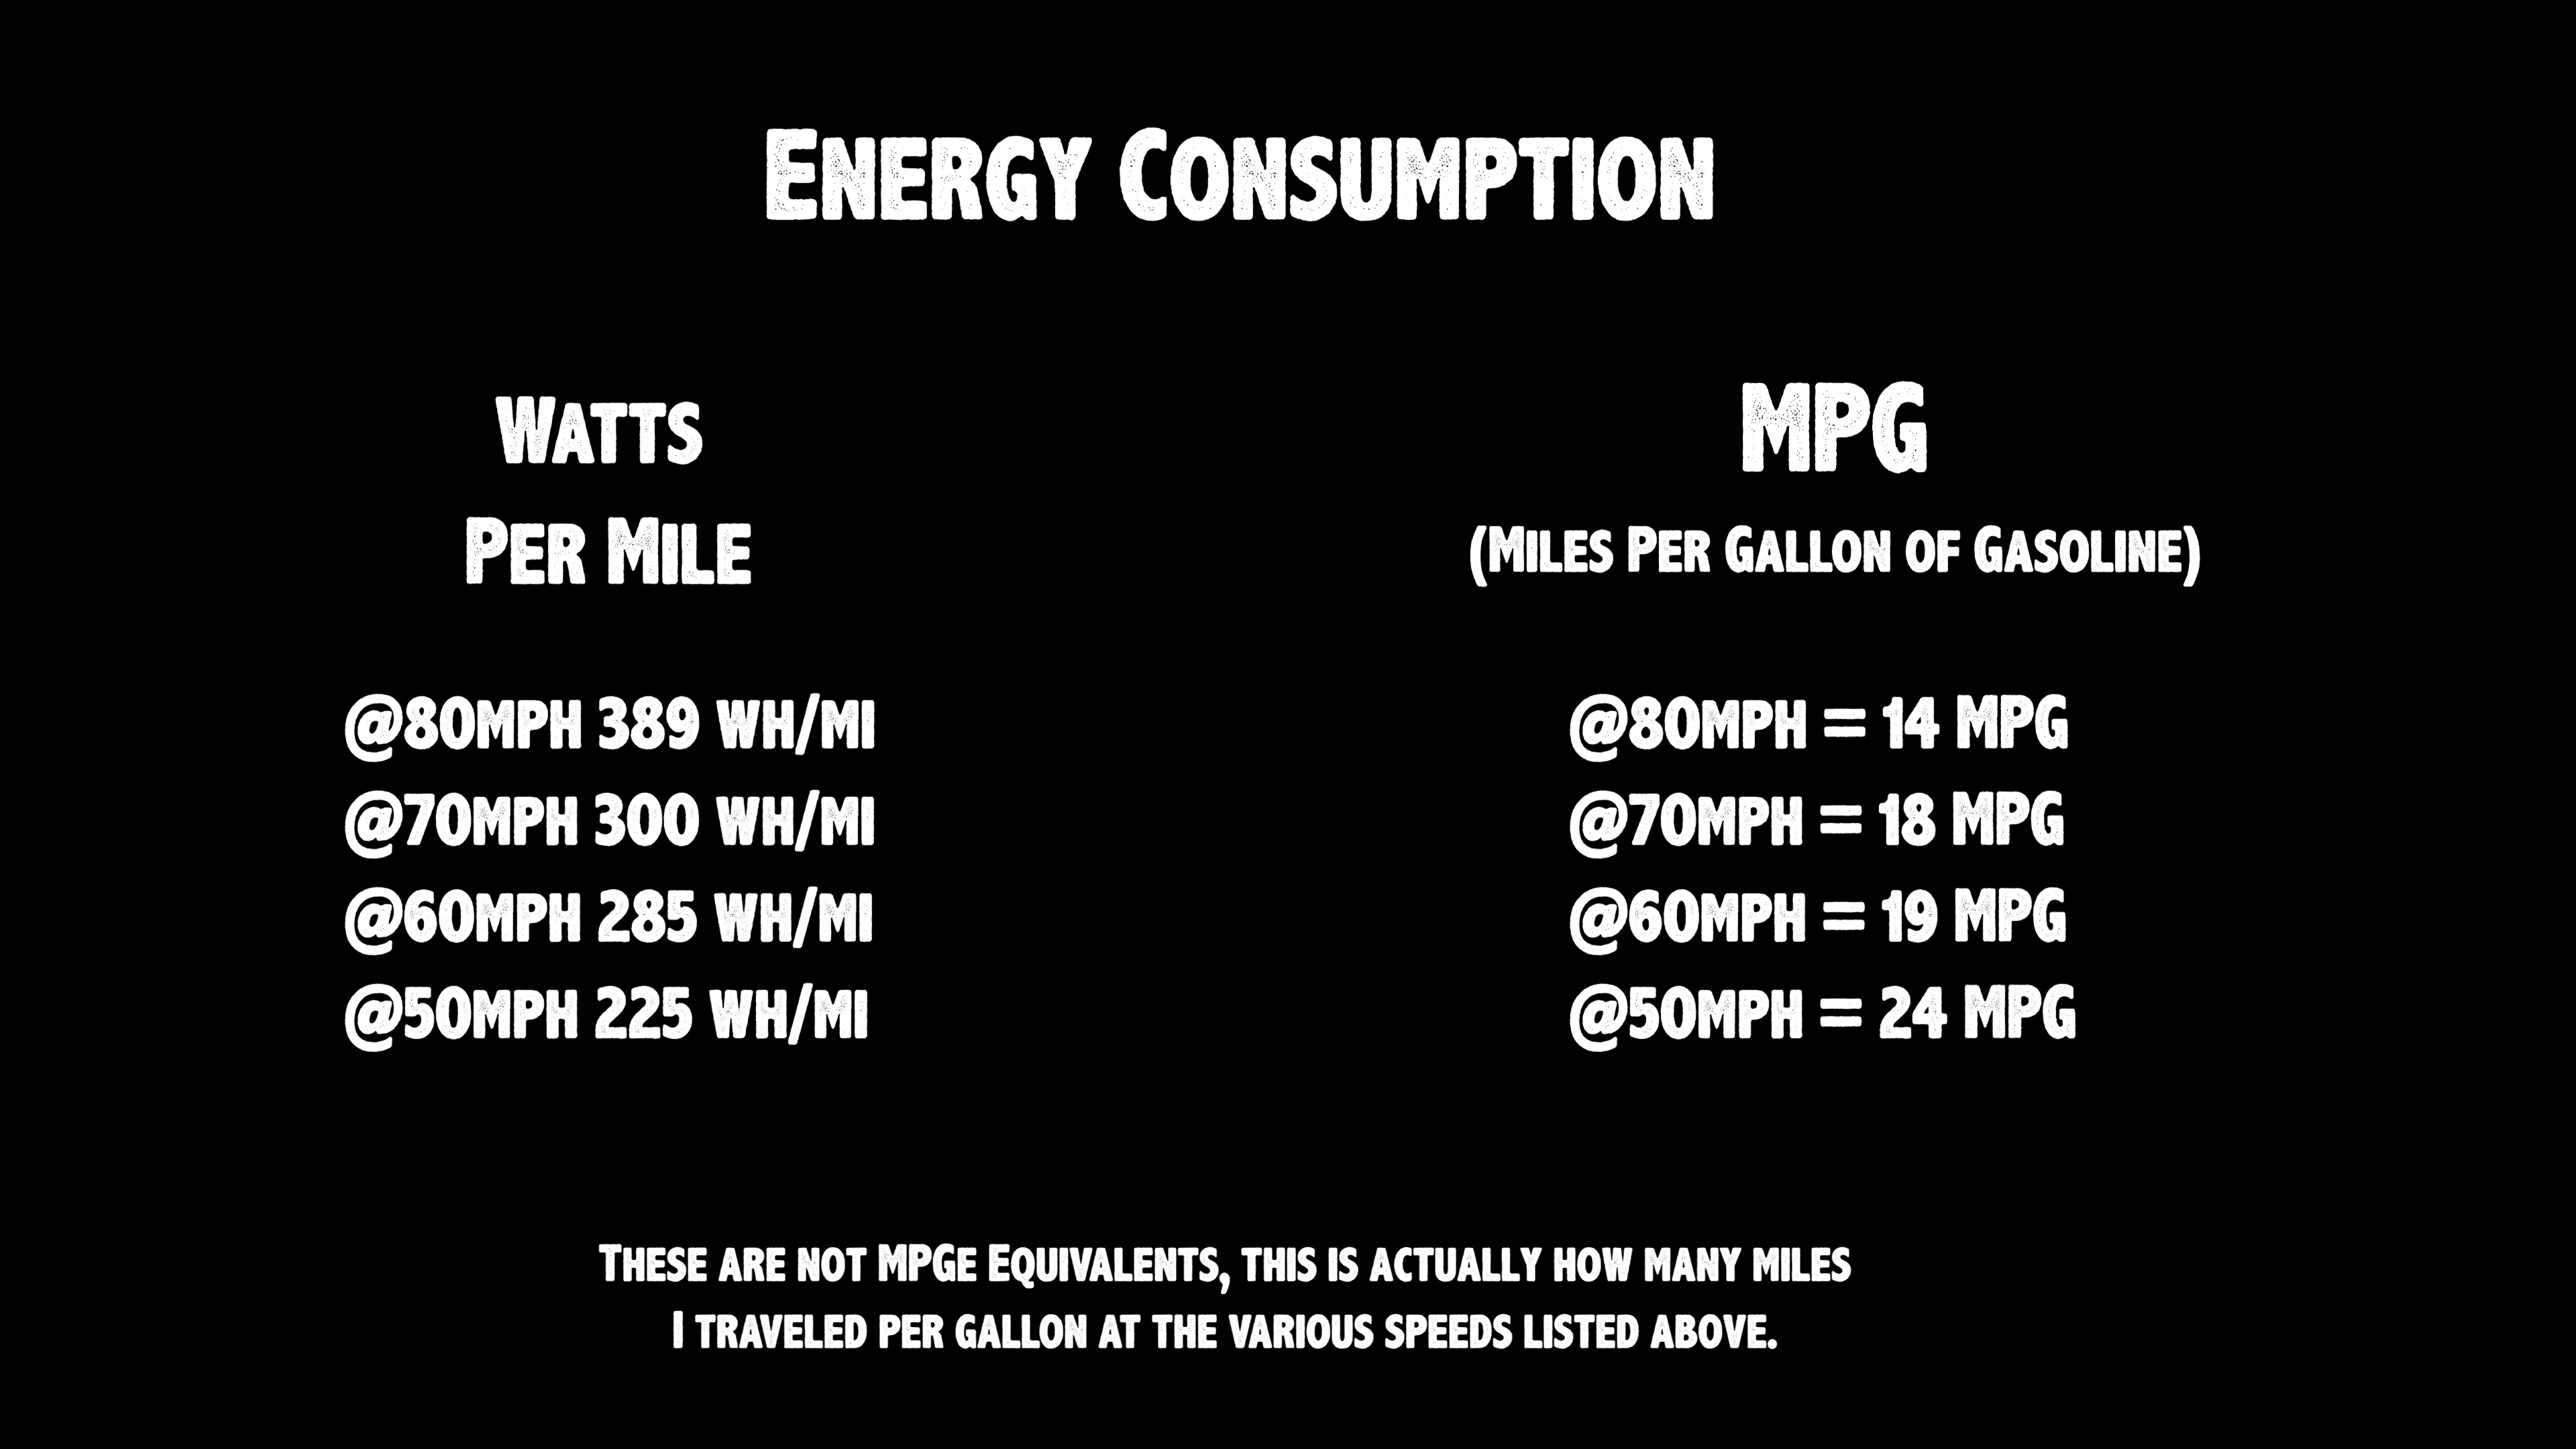 Energy Consumption
Watts
Per Mile
@80mph 389 wh/mi
@70mph 300 wh/mi
@60mph 285 wh/mi
@50mph 225 wh/mi
MPG
(Miles Per Gallon of Gasoline)
@80mph = 14 MPG
@70mph = 18 MPG
@60mph = 19 MPG
@50mph = 24 MPG
These are not MPGe Equivalents, this is actually how many miles
I traveled per gallon at the various speeds listed above.